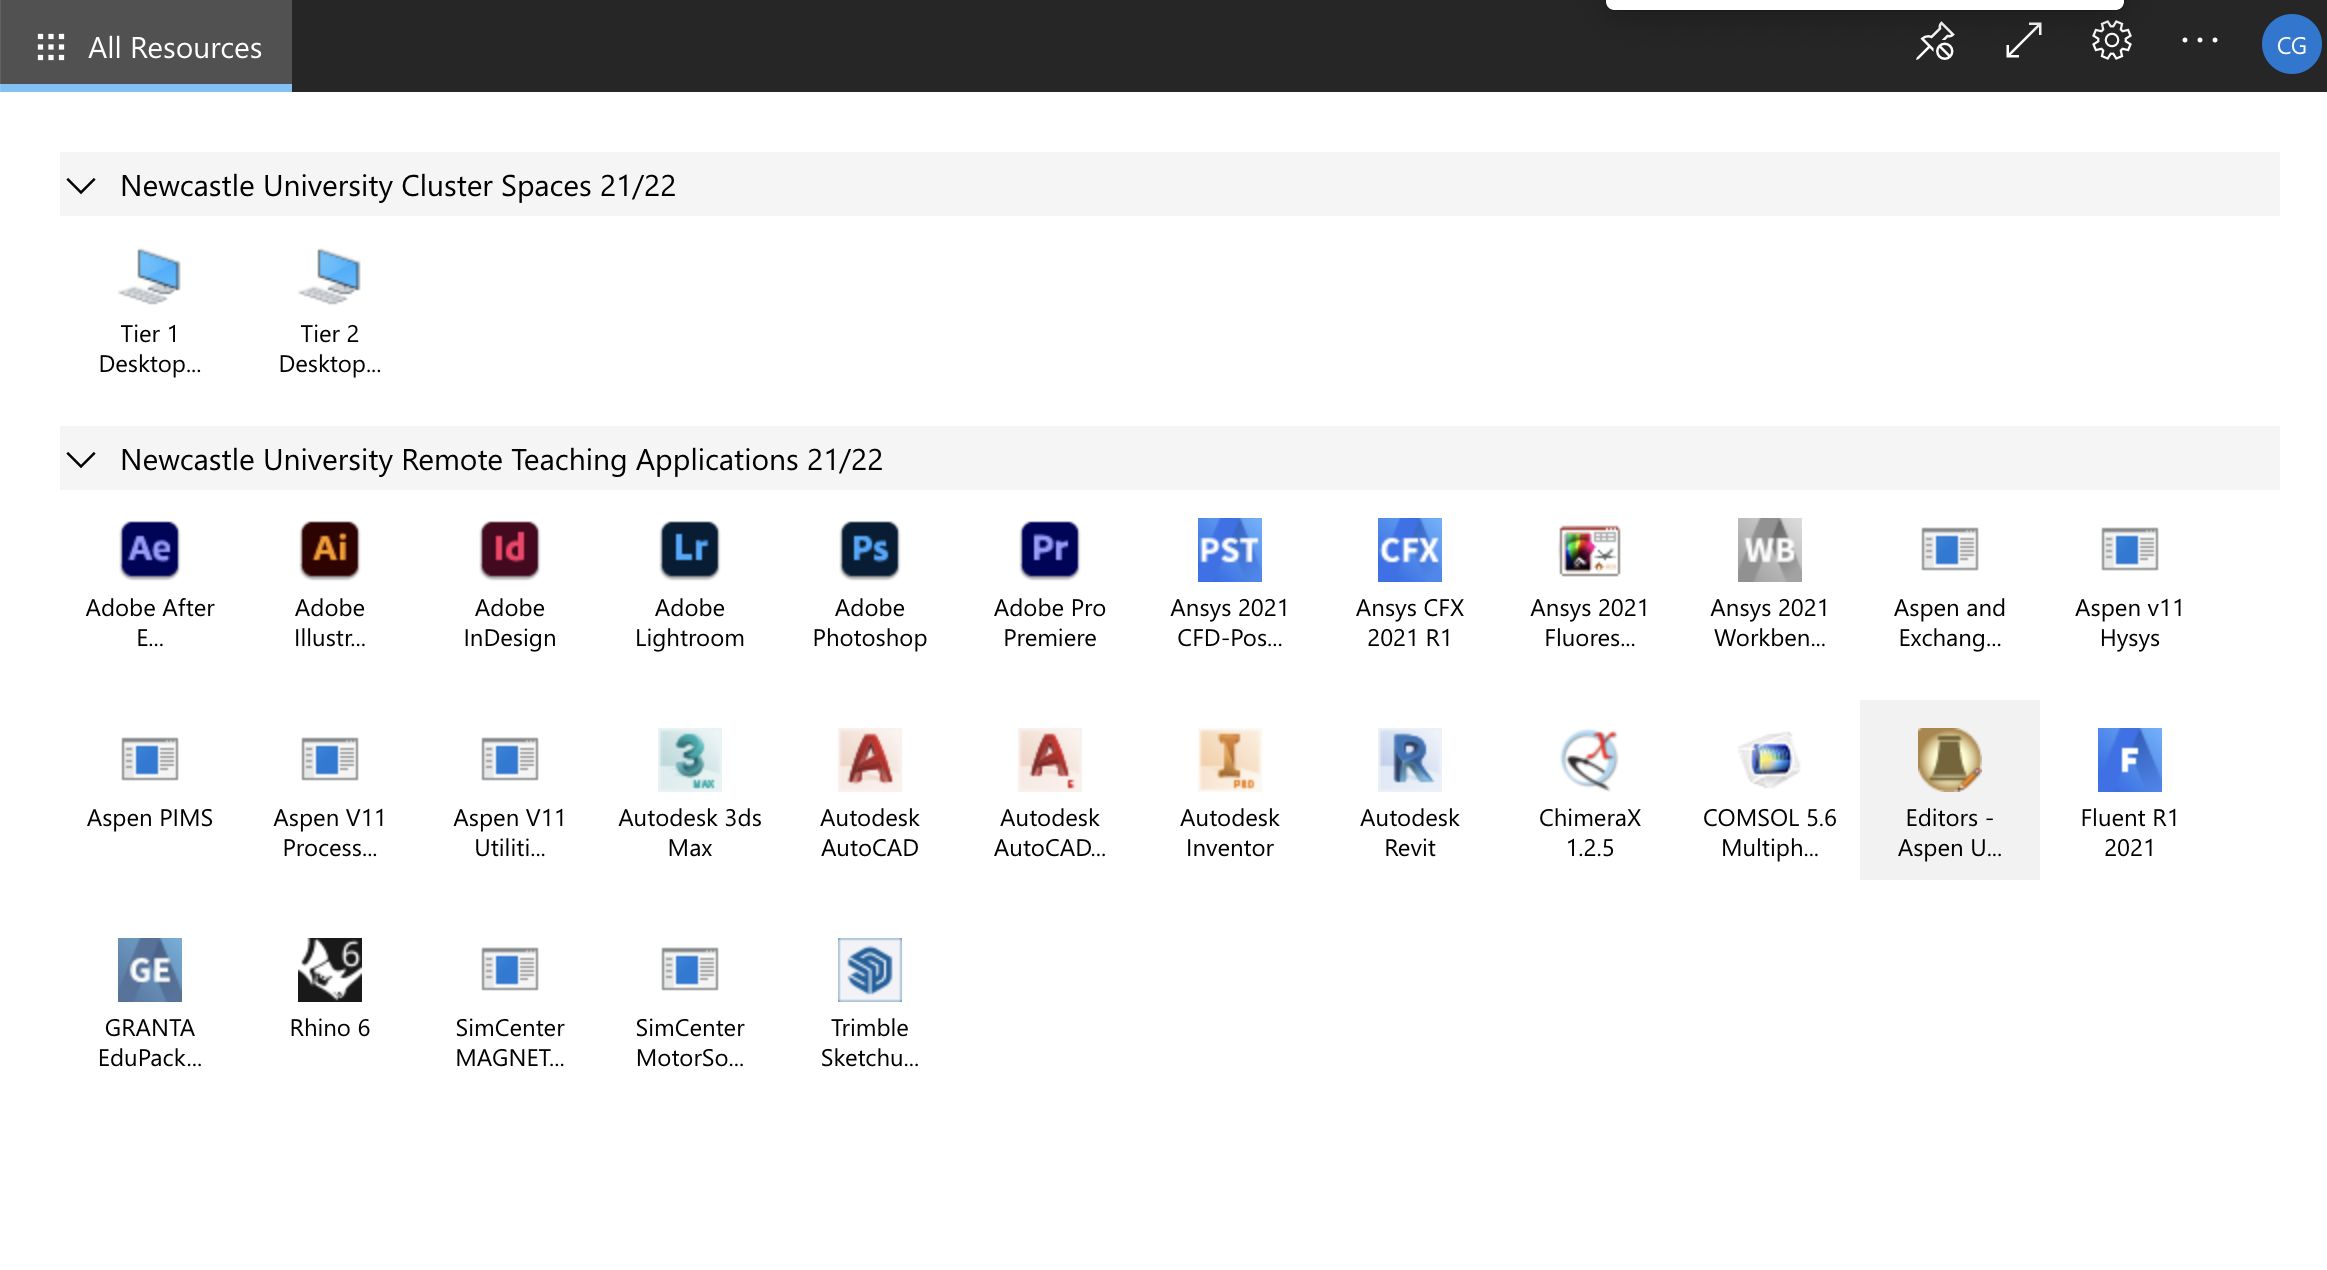 All Resources
CG
Newcastle University Cluster Spaces 21/22
Tier 1
Desktop...
Tier 2
Desktop...
Newcastle University Remote Teaching Applications 21/22
Ae
Adobe After
E...
Ai
Adobe
Illustr...
Id
Adobe
InDesign
Lr
Adobe
Lightroom
Ps
Adobe
Photoshop
Pr
Adobe Pro
Premiere
PST
Ansys 2021
CFD-Pos...
CFX
Ansys CFX
2021 R1
Ansys 2021
Fluores...
WB
Ansys 2021
Workben...
Aspen and
Exchang...
Aspen v11
Hysys
Aspen PIMS
Aspen V11
Process...
Aspen V11
Utiliti...
3
MAX
Autodesk 3ds
Max
A
Autodesk
AutoCAD
A
E
Autodesk
AutoCAD...
I
PRO
Autodesk
Inventor
R
Autodesk
Revit
X
ChimeraX
1.2.5
COMSOL 5.6
Multiph...
Editors -
Aspen U...
F
Fluent R1
2021
GE
GRANTA
EduPack...
6
Rhino 6
SimCenter
MAGNET...
SimCenter
MotorSo...
Trimble
Sketchu...